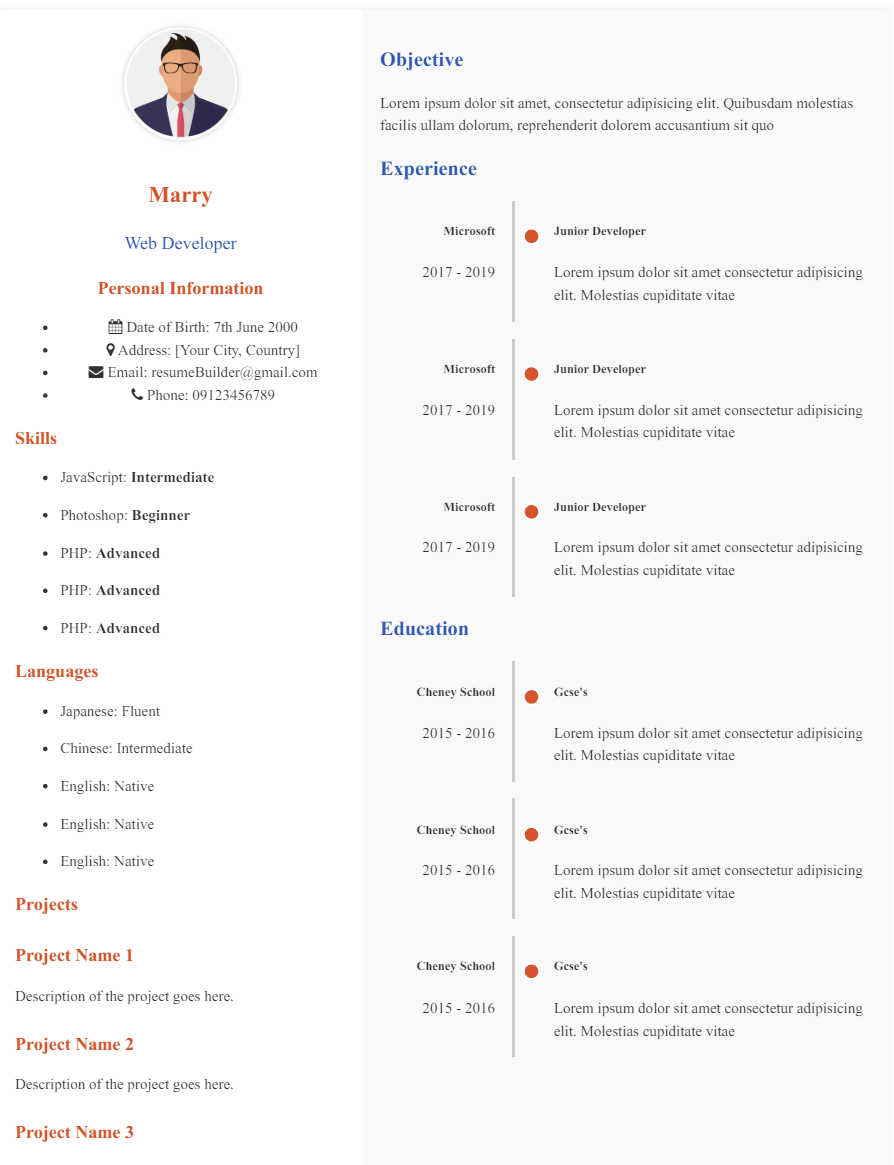 Marry
Web Developer
Personal Information
Date of Birth: 7th June 2000
Address: [Your City, Country]
Email: resumeBuilder@gmail.com
Phone: 09123456789
Skills
JavaScript: Intermediate
Photoshop: Beginner
PHP: Advanced
PHP: Advanced
PHP: Advanced
Languages
Japanese: Fluent
Chinese: Intermediate
English: Native
English: Native
English: Native
Projects
Project Name 1
Description of the project goes here.
Project Name 2
Description of the project goes here.
Project Name 3
Objective
Lorem ipsum dolor sit amet, consectetur adipisicing elit. Quibusdam molestias
facilis ullam dolorum, reprehenderit dolorem accusantium sit quo
Experience
Microsoft
2017 - 2019
Junior Developer
Lorem ipsum dolor sit amet consectetur adipisicing
elit. Molestias cupiditate vitae
Microsoft
2017 - 2019
Junior Developer
Lorem ipsum dolor sit amet consectetur adipisicing
elit. Molestias cupiditate vitae
Microsoft
2017 - 2019
Junior Developer
Lorem ipsum dolor sit amet consectetur adipisicing
elit. Molestias cupiditate vitae
Education
Cheney School
2015 - 2016
Gcse's
Lorem ipsum dolor sit amet consectetur adipisicing
elit. Molestias cupiditate vitae
Cheney School
2015 - 2016
Gcse's
Lorem ipsum dolor sit amet consectetur adipisicing
elit. Molestias cupiditate vitae
Cheney School
2015 - 2016
Gcse's
Lorem ipsum dolor sit amet consectetur adipisicing
elit. Molestias cupiditate vitae